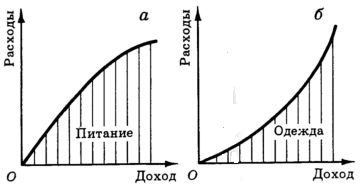 а
Расходы
Питание
О
Доход
б
Расходы
Одежда
О
Доход